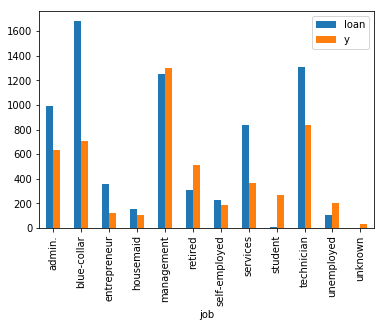 1600
1400
1200
1000
800
600
400
200
0
loan
y
admin.
blue-collar
entrepreneur
housemaid
management
retired
self-employed
services
student
technician
unemployed
unknown
job